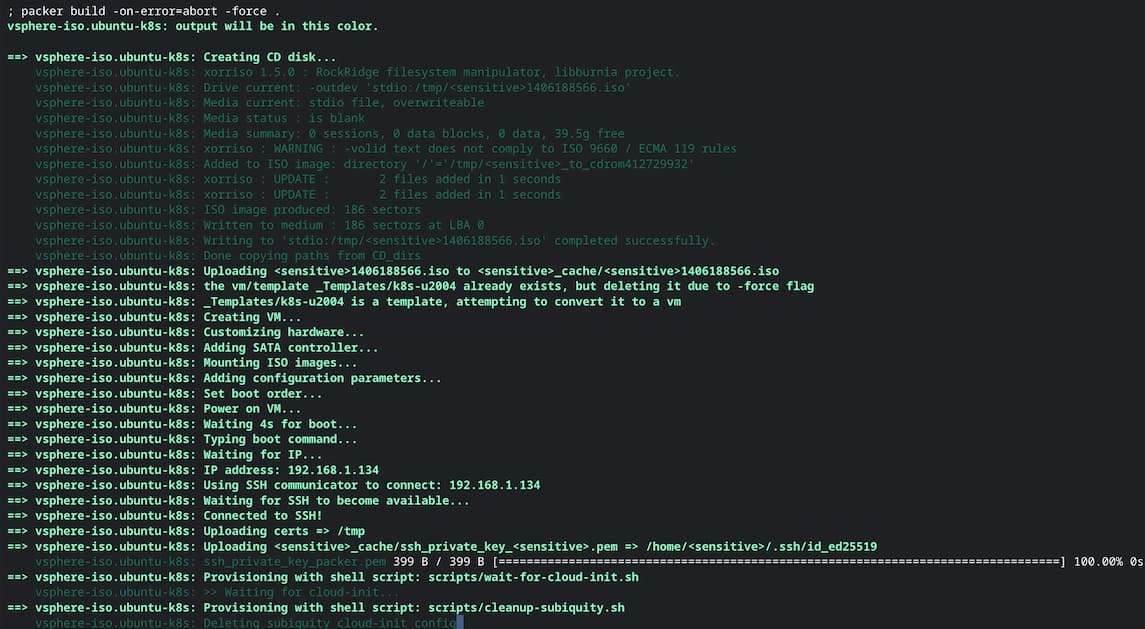 ; packer build -on-error=abort -force .
vsphere-iso.ubuntu-k8s: output will be in this color.

==> vsphere-iso.ubuntu-k8s: Creating CD disk...
    vsphere-iso.ubuntu-k8s: xorriso 1.5.0 : RockRidge filesystem manipulator, libburnia project.
    vsphere-iso.ubuntu-k8s: Drive current: -outdev 'stdio:/tmp/<sensitive>1406188566.iso'
    vsphere-iso.ubuntu-k8s: Media current: stdio file, overwriteable
    vsphere-iso.ubuntu-k8s: Media status : is blank
    vsphere-iso.ubuntu-k8s: Media summary: 0 sessions, 0 data blocks, 0 data, 39.5g free
    vsphere-iso.ubuntu-k8s: xorriso : WARNING : -volid text does not comply to ISO 9660 / ECMA 119 rules
    vsphere-iso.ubuntu-k8s: Added to ISO image: directory '/'='/tmp/<sensitive>_to_cdrom412729932'
    vsphere-iso.ubuntu-k8s: xorriso : UPDATE :       2 files added in 1 seconds
    vsphere-iso.ubuntu-k8s: xorriso : UPDATE :       2 files added in 1 seconds
    vsphere-iso.ubuntu-k8s: ISO image produced: 186 sectors
    vsphere-iso.ubuntu-k8s: Written to medium : 186 sectors at LBA 0
    vsphere-iso.ubuntu-k8s: Writing to 'stdio:/tmp/<sensitive>1406188566.iso' completed successfully.
    vsphere-iso.ubuntu-k8s: Done copying paths from CD_dirs
==> vsphere-iso.ubuntu-k8s: Uploading <sensitive>1406188566.iso to <sensitive>_cache/<sensitive>1406188566.iso
==> vsphere-iso.ubuntu-k8s: the vm/template _Templates/k8s-u2004 already exists, but deleting it due to -force flag
==> vsphere-iso.ubuntu-k8s: _Templates/k8s-u2004 is a template, attempting to convert it to a vm
==> vsphere-iso.ubuntu-k8s: Creating VM...
==> vsphere-iso.ubuntu-k8s: Customizing hardware...
==> vsphere-iso.ubuntu-k8s: Adding SATA controller...
==> vsphere-iso.ubuntu-k8s: Mounting ISO images...
==> vsphere-iso.ubuntu-k8s: Adding configuration parameters...
==> vsphere-iso.ubuntu-k8s: Set boot order...
==> vsphere-iso.ubuntu-k8s: Power on VM...
==> vsphere-iso.ubuntu-k8s: Waiting 4s for boot...
==> vsphere-iso.ubuntu-k8s: Typing boot command...
==> vsphere-iso.ubuntu-k8s: Waiting for IP...
==> vsphere-iso.ubuntu-k8s: IP address: 192.168.1.134
==> vsphere-iso.ubuntu-k8s: Using SSH communicator to connect: 192.168.1.134
==> vsphere-iso.ubuntu-k8s: Waiting for SSH to become available...
==> vsphere-iso.ubuntu-k8s: Connected to SSH!
==> vsphere-iso.ubuntu-k8s: Uploading certs => /tmp
==> vsphere-iso.ubuntu-k8s: Uploading <sensitive>_cache/ssh_private_key_<sensitive>.pem => /home/<sensitive>/.ssh/id_ed25519
    vsphere-iso.ubuntu-k8s: ssh_private_key_packer.pem 399 B / 399 B [================================================================================] 100.00% 0s
==> vsphere-iso.ubuntu-k8s: Provisioning with shell script: scripts/wait-for-cloud-init.sh
    vsphere-iso.ubuntu-k8s: >> Waiting for cloud-init...
==> vsphere-iso.ubuntu-k8s: Provisioning with shell script: scripts/cleanup-subiquity.sh
    vsphere-iso.ubuntu-k8s: Deleting subiquity cloud-init config